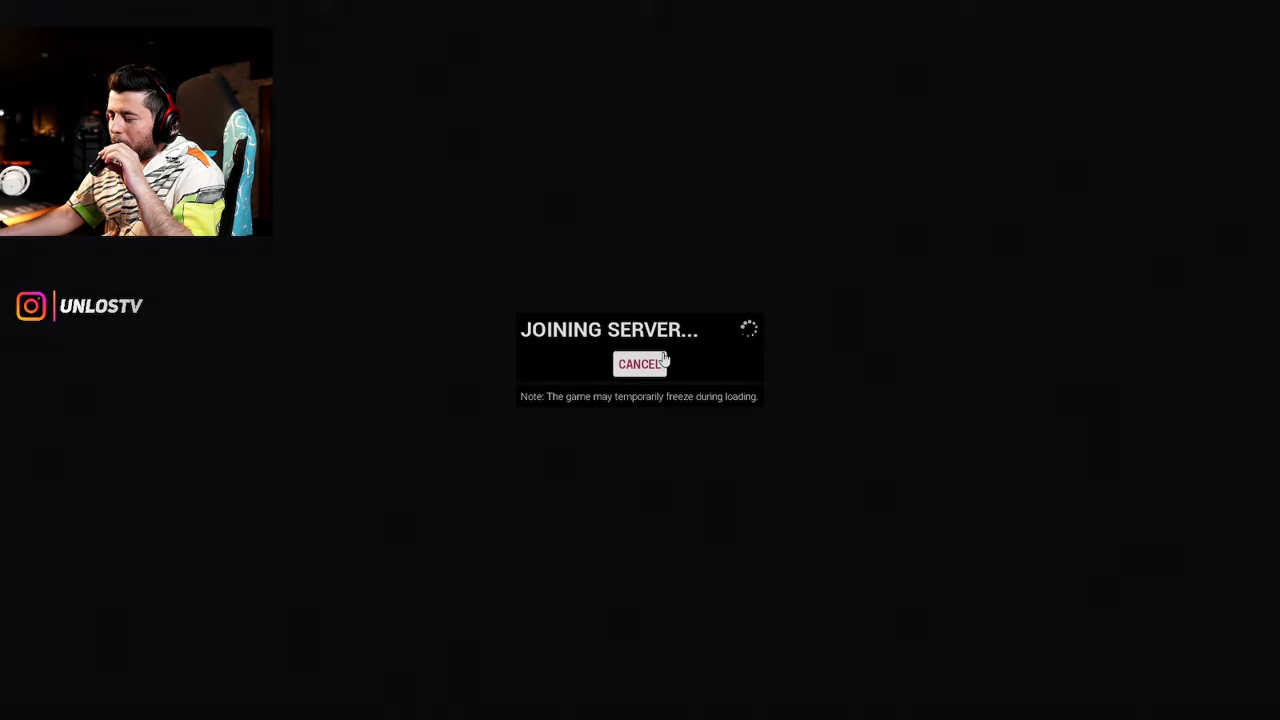 UNLOSTV
JOINING SERVER...
CANCEL
Note: The game may temporarily freeze during loading.